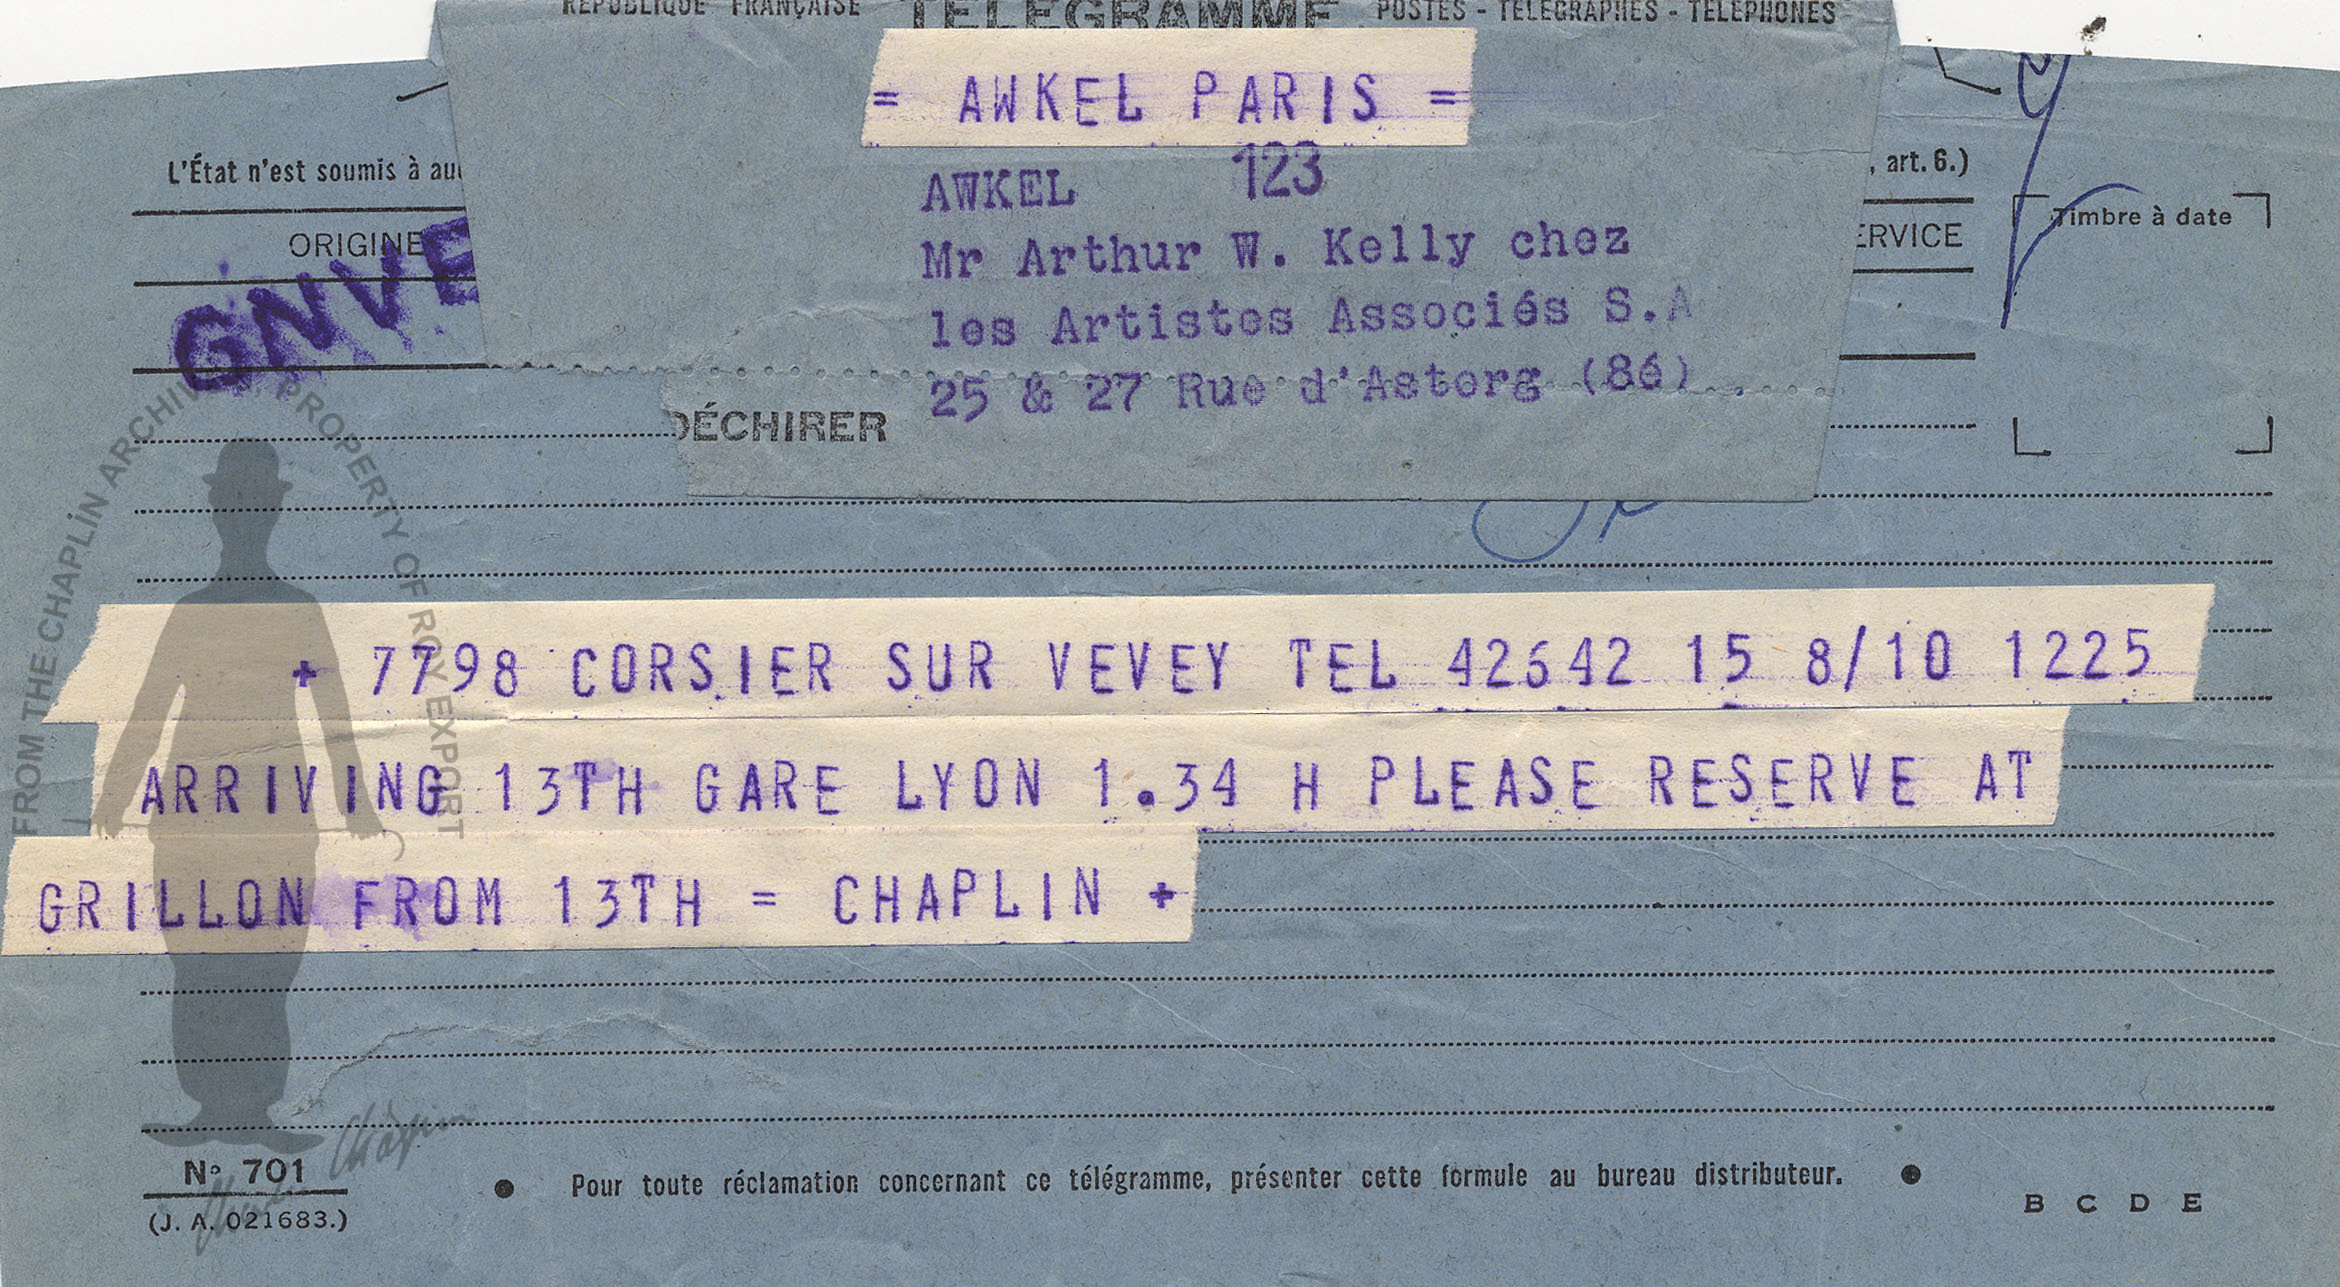 RÉPUBLIQUE FRANÇAISE TÉLÉGRAMME POSTES - TÉLÉGRAPHES - TÉLÉPHONES
= AWKEL PARIS =
AWKEL 123
Mr Arthur W. Kelly chez
les Artistes Associés S.A
25 & 27 Rue d'Astorg (8é)
L'État n'est soumis à au
, art. 6.)
ORIGINE
ERVICE
Timbre à date
GNVE
DÉCHIRER
+ 7798 CORSIER SUR VEVEY TEL 42642 15 8/10 1225
ARRIVING 13TH GARE LYON 1.34 H PLEASE RESERVE AT
GRILLON FROM 13TH = CHAPLIN +
FROM THE CHAPLIN ARCHIVES. PROPERTY OF ROY EXPORT
N° 701
(J. A. 021683.)
● Pour toute réclamation concernant ce télégramme, présenter cette formule au bureau distributeur. ●
B C D E